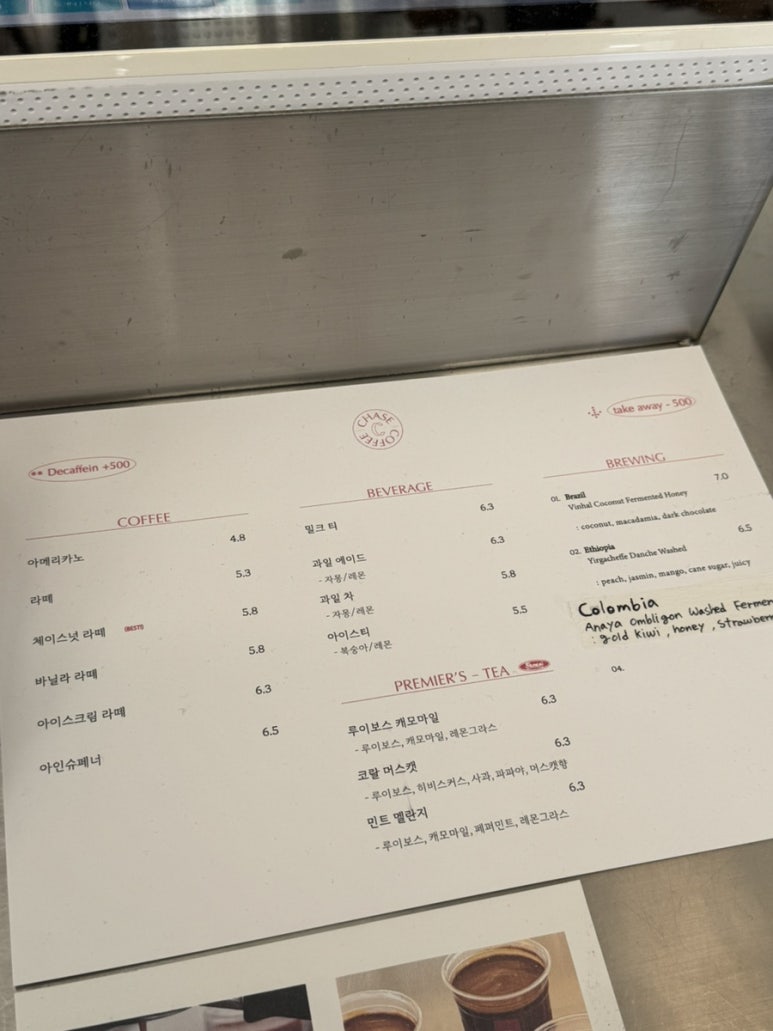 CHASE COFFEE
C
** Decaffein +500
take away - 500
COFFEE
아메리카노 4.8
라떼 5.3
체이스넛 라떼 (BEST!) 5.8
바닐라 라떼 5.8
아이스크림 라떼 6.3
아인슈페너 6.5
BEVERAGE
밀크 티 6.3
과일 에이드 6.3
- 자몽/레몬
과일 차 5.8
- 자몽/레몬
아이스티 5.5
- 복숭아/레몬
PREMIER'S - TEA
루이보스 캐모마일 6.3
- 루이보스, 캐모마일, 레몬그라스
코랄 머스캣 6.3
- 루이보스, 히비스커스, 사과, 파파야, 머스캣향
민트 멜란지 6.3
- 루이보스, 캐모마일, 페퍼민트, 레몬그라스
BREWING
01. Brazil 7.0
Vinhal Coconut Fermented Honey
: coconut, macadamia, dark chocolate
02. Ethiopia 6.5
Yirgacheffe Danche Washed
: peach, jasmin, mango, cane sugar, juicy
Colombia
Anaya Ombligon Washed Fermen
: gold kiwi, honey, strawberr
04.